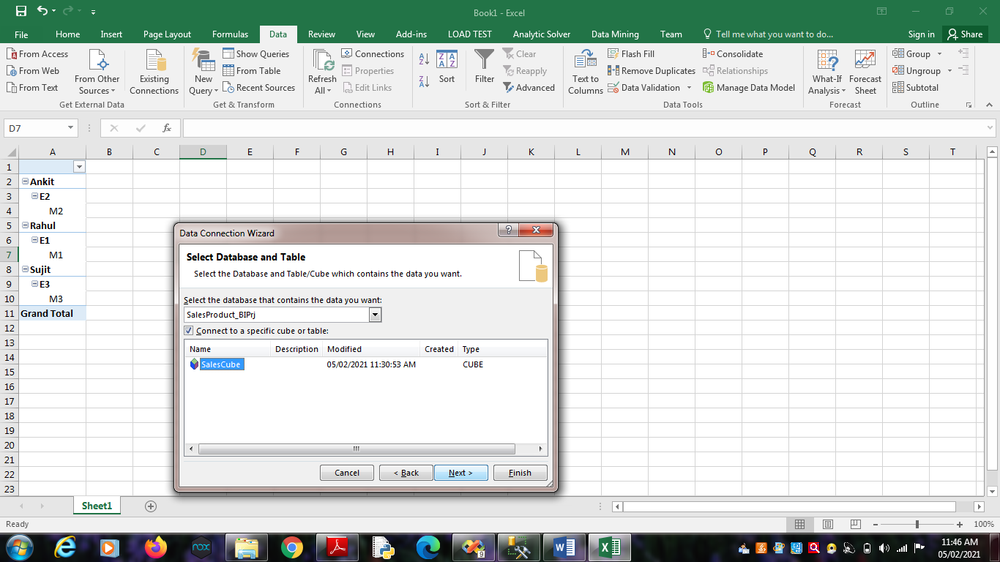 Book1 - Excel
File Home Insert Page Layout Formulas Data Review View Add-ins LOAD TEST Analytic Solver Data Mining Team Tell me what you want to do... Sign in Share
From Access
From Web
From Text
From Other Sources
Existing Connections
Get External Data
New Query
Show Queries
From Table
Recent Sources
Get & Transform
Refresh All
Connections
Properties
Edit Links
Connections
Sort
Filter
Clear
Reapply
Advanced
Sort & Filter
Text to Columns
Flash Fill
Remove Duplicates
Data Validation
Consolidate
Relationships
Manage Data Model
Data Tools
What-If Analysis
Forecast Sheet
Forecast
Group
Ungroup
Subtotal
Outline
D7 fx
A B C D E F G H I J K L M N O P Q R S T
1
2 Ankit
3 E2
4 M2
5 Rahul
6 E1
7 M1
8 Sujit
9 E3
10 M3
11 Grand Total
12
13
14
15
16
17
18
19
20
21
22
23
Data Connection Wizard
Select Database and Table
Select the Database and Table/Cube which contains the data you want.
Select the database that contains the data you want:
SalesProduct_BIPrj
Connect to a specific cube or table:
Name Description Modified Created Type
SalesCube 05/02/2021 11:30:53 AM CUBE
Cancel < Back Next > Finish
Sheet1
Ready 100%
nox
9
11:46 AM
05/02/2021